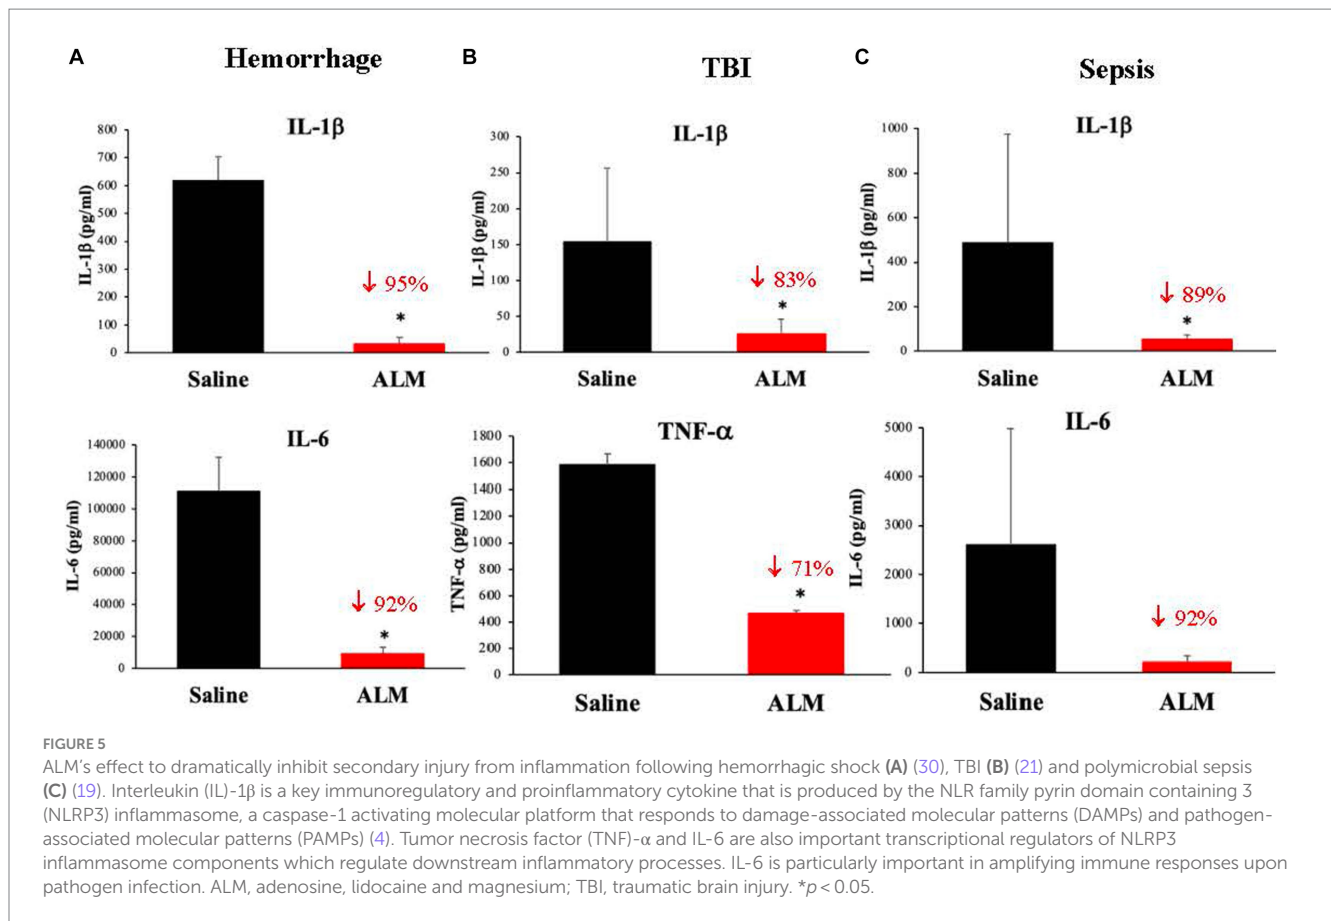 A
Hemorrhage
IL-1β
IL-1β (pg/ml)
800
700
600
500
400
300
200
100
0
↓ 95%
*
Saline
ALM
IL-6
IL-6 (pg/ml)
140000
120000
100000
80000
60000
40000
20000
0
↓ 92%
*
Saline
ALM
B
TBI
IL-1β
IL-1β (pg/ml)
300
250
200
150
100
50
0
↓ 83%
*
Saline
ALM
TNF-α
TNF-α (pg/ml)
1800
1600
1400
1200
1000
800
600
400
200
0
↓ 71%
*
Saline
ALM
C
Sepsis
IL-1β
IL-1β (pg/ml)
1000
800
600
400
200
0
↓ 89%
*
Saline
ALM
IL-6
IL-6 (pg/ml)
5000
4000
3000
2000
1000
0
↓ 92%
Saline
ALM
FIGURE 5
ALM's effect to dramatically inhibit secondary injury from inflammation following hemorrhagic shock (A) (30), TBI (B) (21) and polymicrobial sepsis
(C) (19). Interleukin (IL)-1β is a key immunoregulatory and proinflammatory cytokine that is produced by the NLR family pyrin domain containing 3
(NLRP3) inflammasome, a caspase-1 activating molecular platform that responds to damage-associated molecular patterns (DAMPs) and pathogen-
associated molecular patterns (PAMPs) (4). Tumor necrosis factor (TNF)-α and IL-6 are also important transcriptional regulators of NLRP3
inflammasome components which regulate downstream inflammatory processes. IL-6 is particularly important in amplifying immune responses upon
pathogen infection. ALM, adenosine, lidocaine and magnesium; TBI, traumatic brain injury. *p < 0.05.